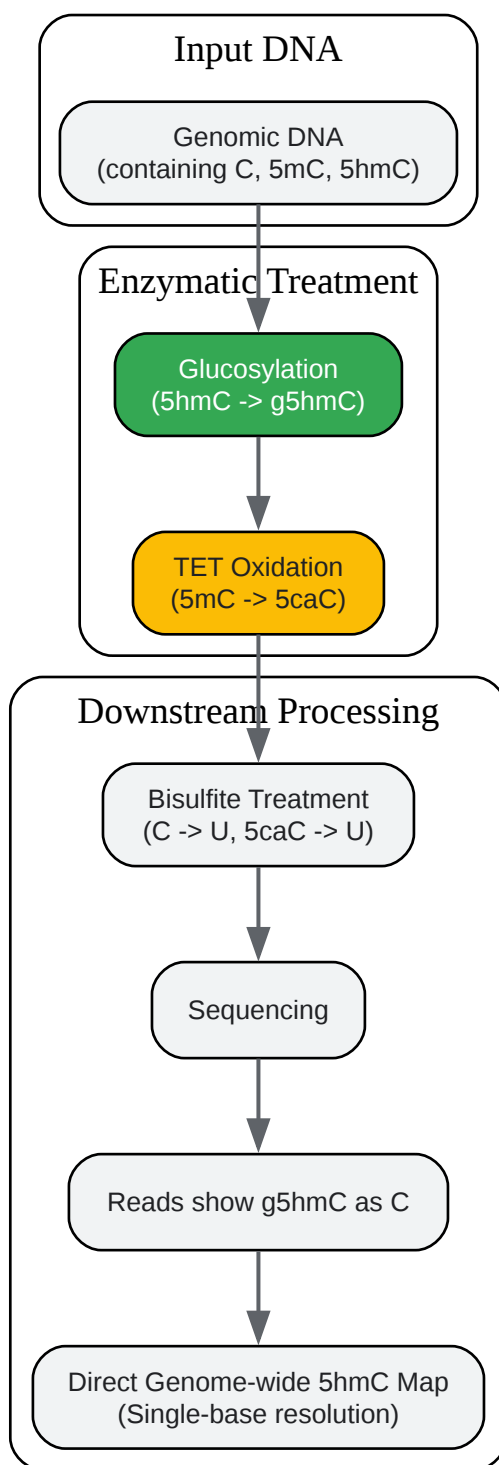 Input DNA
Genomic DNA
(containing C, 5mC, 5hmC)
Enzymatic Treatment
Glucosylation
(5hmC -> g5hmC)
TET Oxidation
(5mC -> 5caC)
Downstream Processing
Bisulfite Treatment
(C -> U, 5caC -> U)
Sequencing
Reads show g5hmC as C
Direct Genome-wide 5hmC Map
(Single-base resolution)